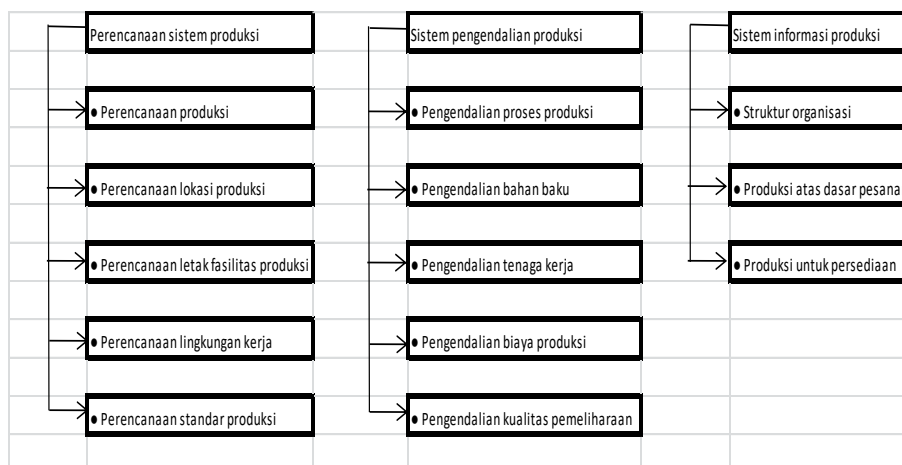 Perencanaan sistem produksi
• Perencanaan produksi
• Perencanaan lokasi produksi
• Perencanaan letak fasilitas produksi
• Perencanaan lingkungan kerja
• Perencanaan standar produksi
Sistem pengendalian produksi
• Pengendalian proses produksi
• Pengendalian bahan baku
• Pengendalian tenaga kerja
• Pengendalian biaya produksi
• Pengendalian kualitas pemeliharaan
Sistem informasi produksi
• Struktur organisasi
• Produksi atas dasar pesana
• Produksi untuk persediaan